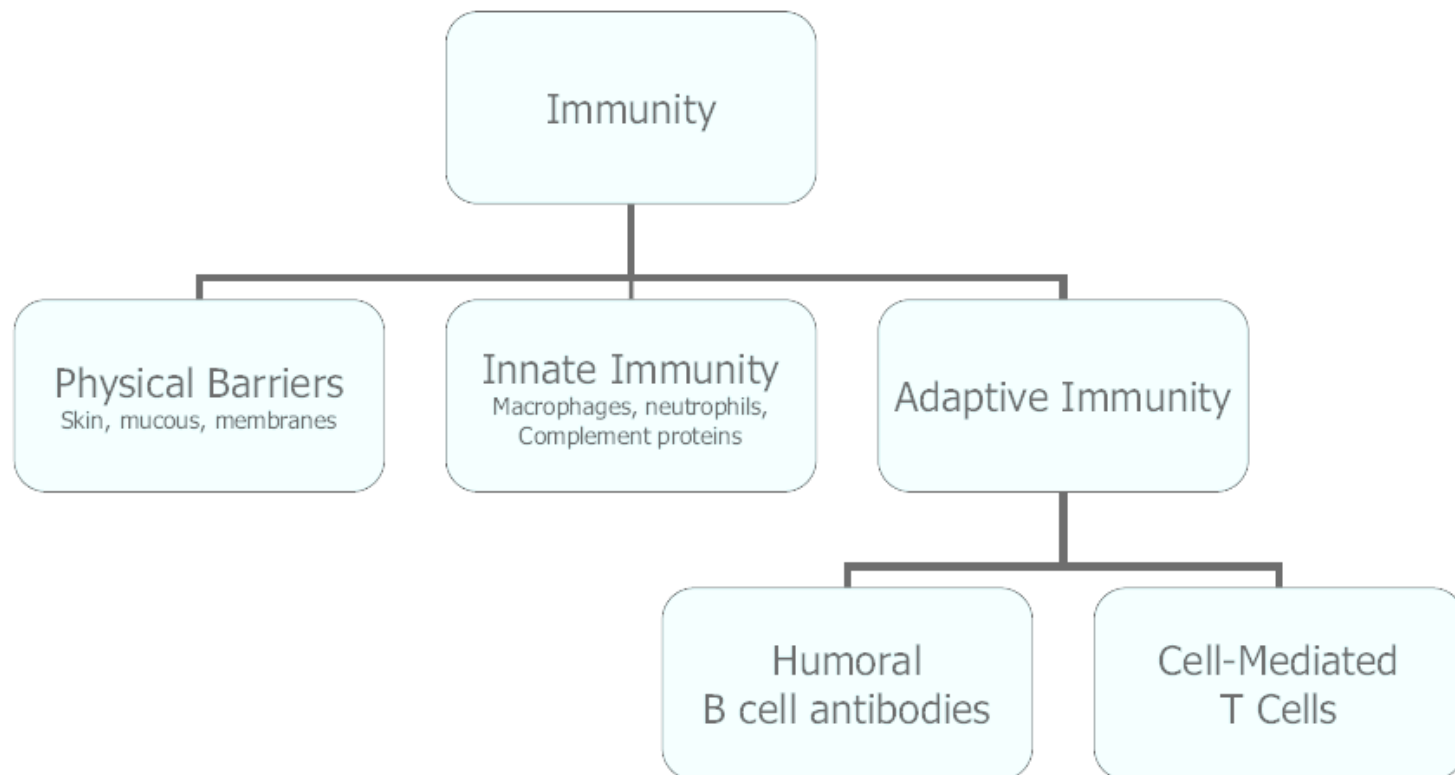 Immunity
Physical Barriers
Skin, mucous, membranes
Innate Immunity
Macrophages, neutrophils,
Complement proteins
Adaptive Immunity
Humoral
B cell antibodies
Cell-Mediated
T Cells